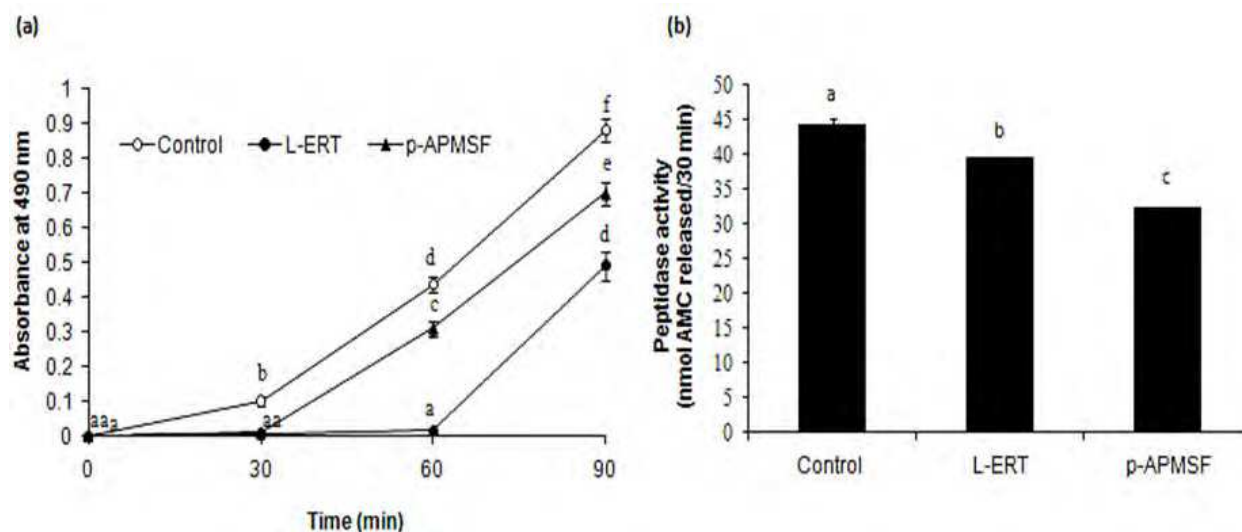 (a)
Absorbance at 490 nm
1
0.9
0.8
0.7
0.6
0.5
0.4
0.3
0.2
0.1
0
Control L-ERT p-APMSF
aaa
b
aa
d
c
a
f
e
d
0 30 60 90
Time (min)
(b)
Peptidase activity
(nmol AMC released/30 min)
50
45
40
35
30
25
20
15
10
5
0
a
b
c
Control L-ERT p-APMSF